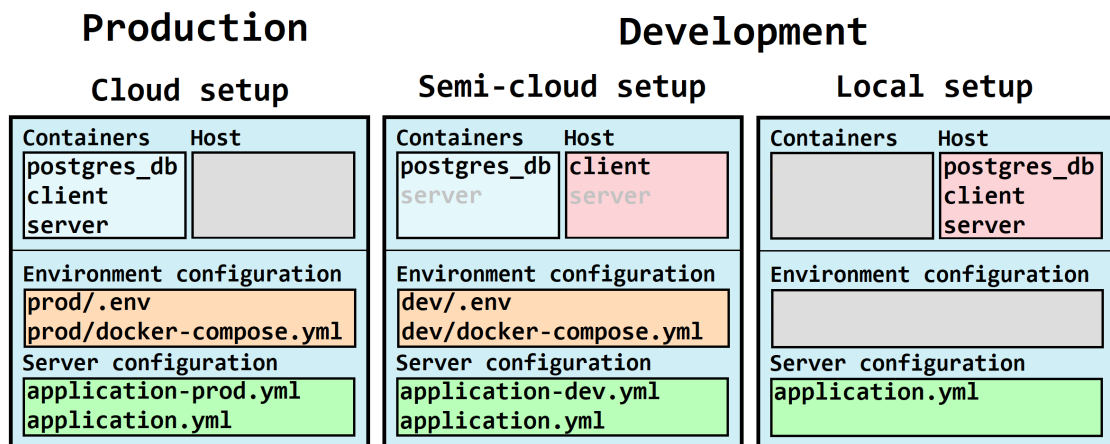 Production
Development
Cloud setup
Semi-cloud setup
Local setup
Containers Host
postgres_db
client
server
Environment configuration
prod/.env
prod/docker-compose.yml
Server configuration
application-prod.yml
application.yml
Containers Host
postgres_db
server
client
server
Environment configuration
dev/.env
dev/docker-compose.yml
Server configuration
application-dev.yml
application.yml
Containers Host
postgres_db
client
server
Environment configuration
Server configuration
application.yml